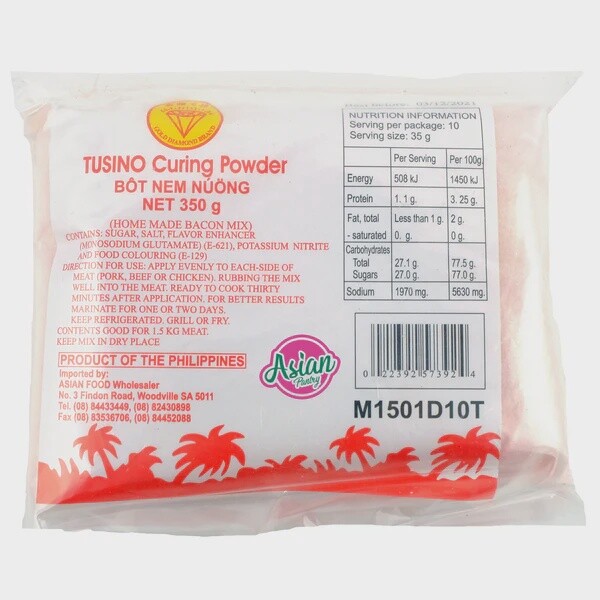 GOLD DIAMOND BRAND
TUSINO Curing Powder
BÔT NEM NÚÖNG
NET 350 g
(HOME MADE BACON MIX)
CONTAINS: SUGAR, SALT, FLAVOR ENHANCER
(MONOSODIUM GLUTAMATE) (E-621), POTASSIUM NITRITE
AND FOOD COLOURING (E-129)
DIRECTION FOR USE: APPLY EVENLY TO EACH-SIDE OF
MEAT (PORK, BEEF OR CHICKEN). RUBBING THE MIX
WELL INTO THE MEAT. READY TO COOK THIRTY
MINUTES AFTER APPLICATION. FOR BETTER RESULTS
MARINATE FOR ONE OR TWO DAYS.
KEEP REFRIGERATED. GRILL OR FRY.
CONTENTS GOOD FOR 1.5 KG MEAT.
KEEP MIX IN DRY PLACE
PRODUCT OF THE PHILIPPINES
Imported by:
ASIAN FOOD Wholesaler
No. 3 Findon Road, Woodville SA 5011
Tel. (08) 84433449, (08) 82430898
Fax (08) 83536706, (08) 84452088
Asian
Pantry
03/12/2021
NUTRITION INFORMATION
Serving per package: 10
Serving size: 35 g
Per Serving Per 100g.
Energy 508 kJ 1450 kJ
Protein 1. 1 g. 3. 25 g.
Fat, total Less than 1 g. 2 g.
- saturated 0. g. 0 g.
Carbohydrates
Total 27.1 g 77.5 g.
Sugars 27.0 g. 77.0 g.
Sodium 1970 mg. 5630 mg.
0 22392 57392 4
M1501D10T